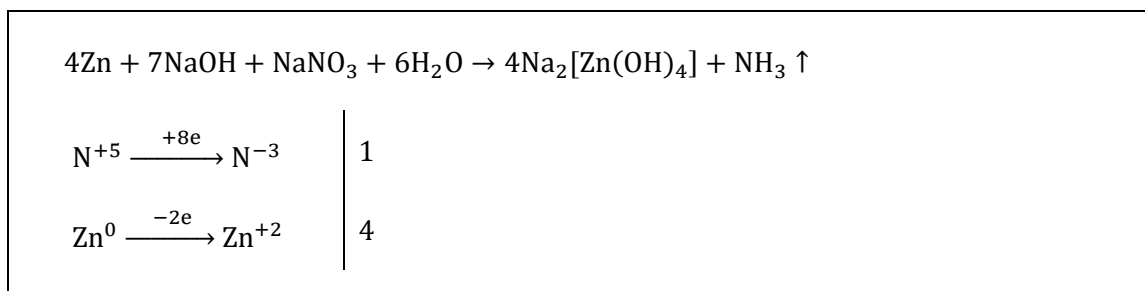 4Zn + 7NaOH + NaNO₃ + 6H₂O → 4Na₂[Zn(OH)₄] + NH₃ ↑
N⁺⁵ +8e→ N⁻³ | 1
Zn⁰ −2e→ Zn⁺² | 4